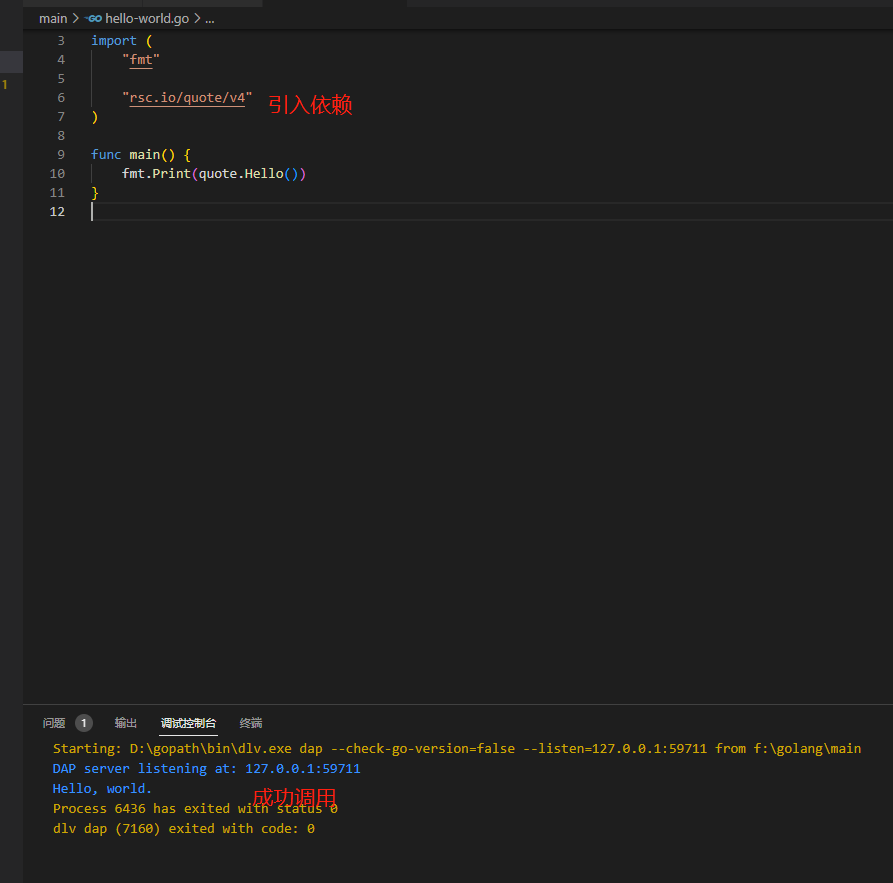 main > GO hello-world.go > ...
3 import (
4 "fmt"
5
6 "rsc.io/quote/v4" 引入依赖
7 )
8
9 func main() {
10 fmt.Print(quote.Hello())
11 }
12
1
问题 1 输出 调试控制台 终端
Starting: D:\gopath\bin\dlv.exe dap --check-go-version=false --listen=127.0.0.1:59711 from f:\golang\main
DAP server listening at: 127.0.0.1:59711
Hello, world.
成功调用
Process 6436 has exited with status 0
dlv dap (7160) exited with code: 0